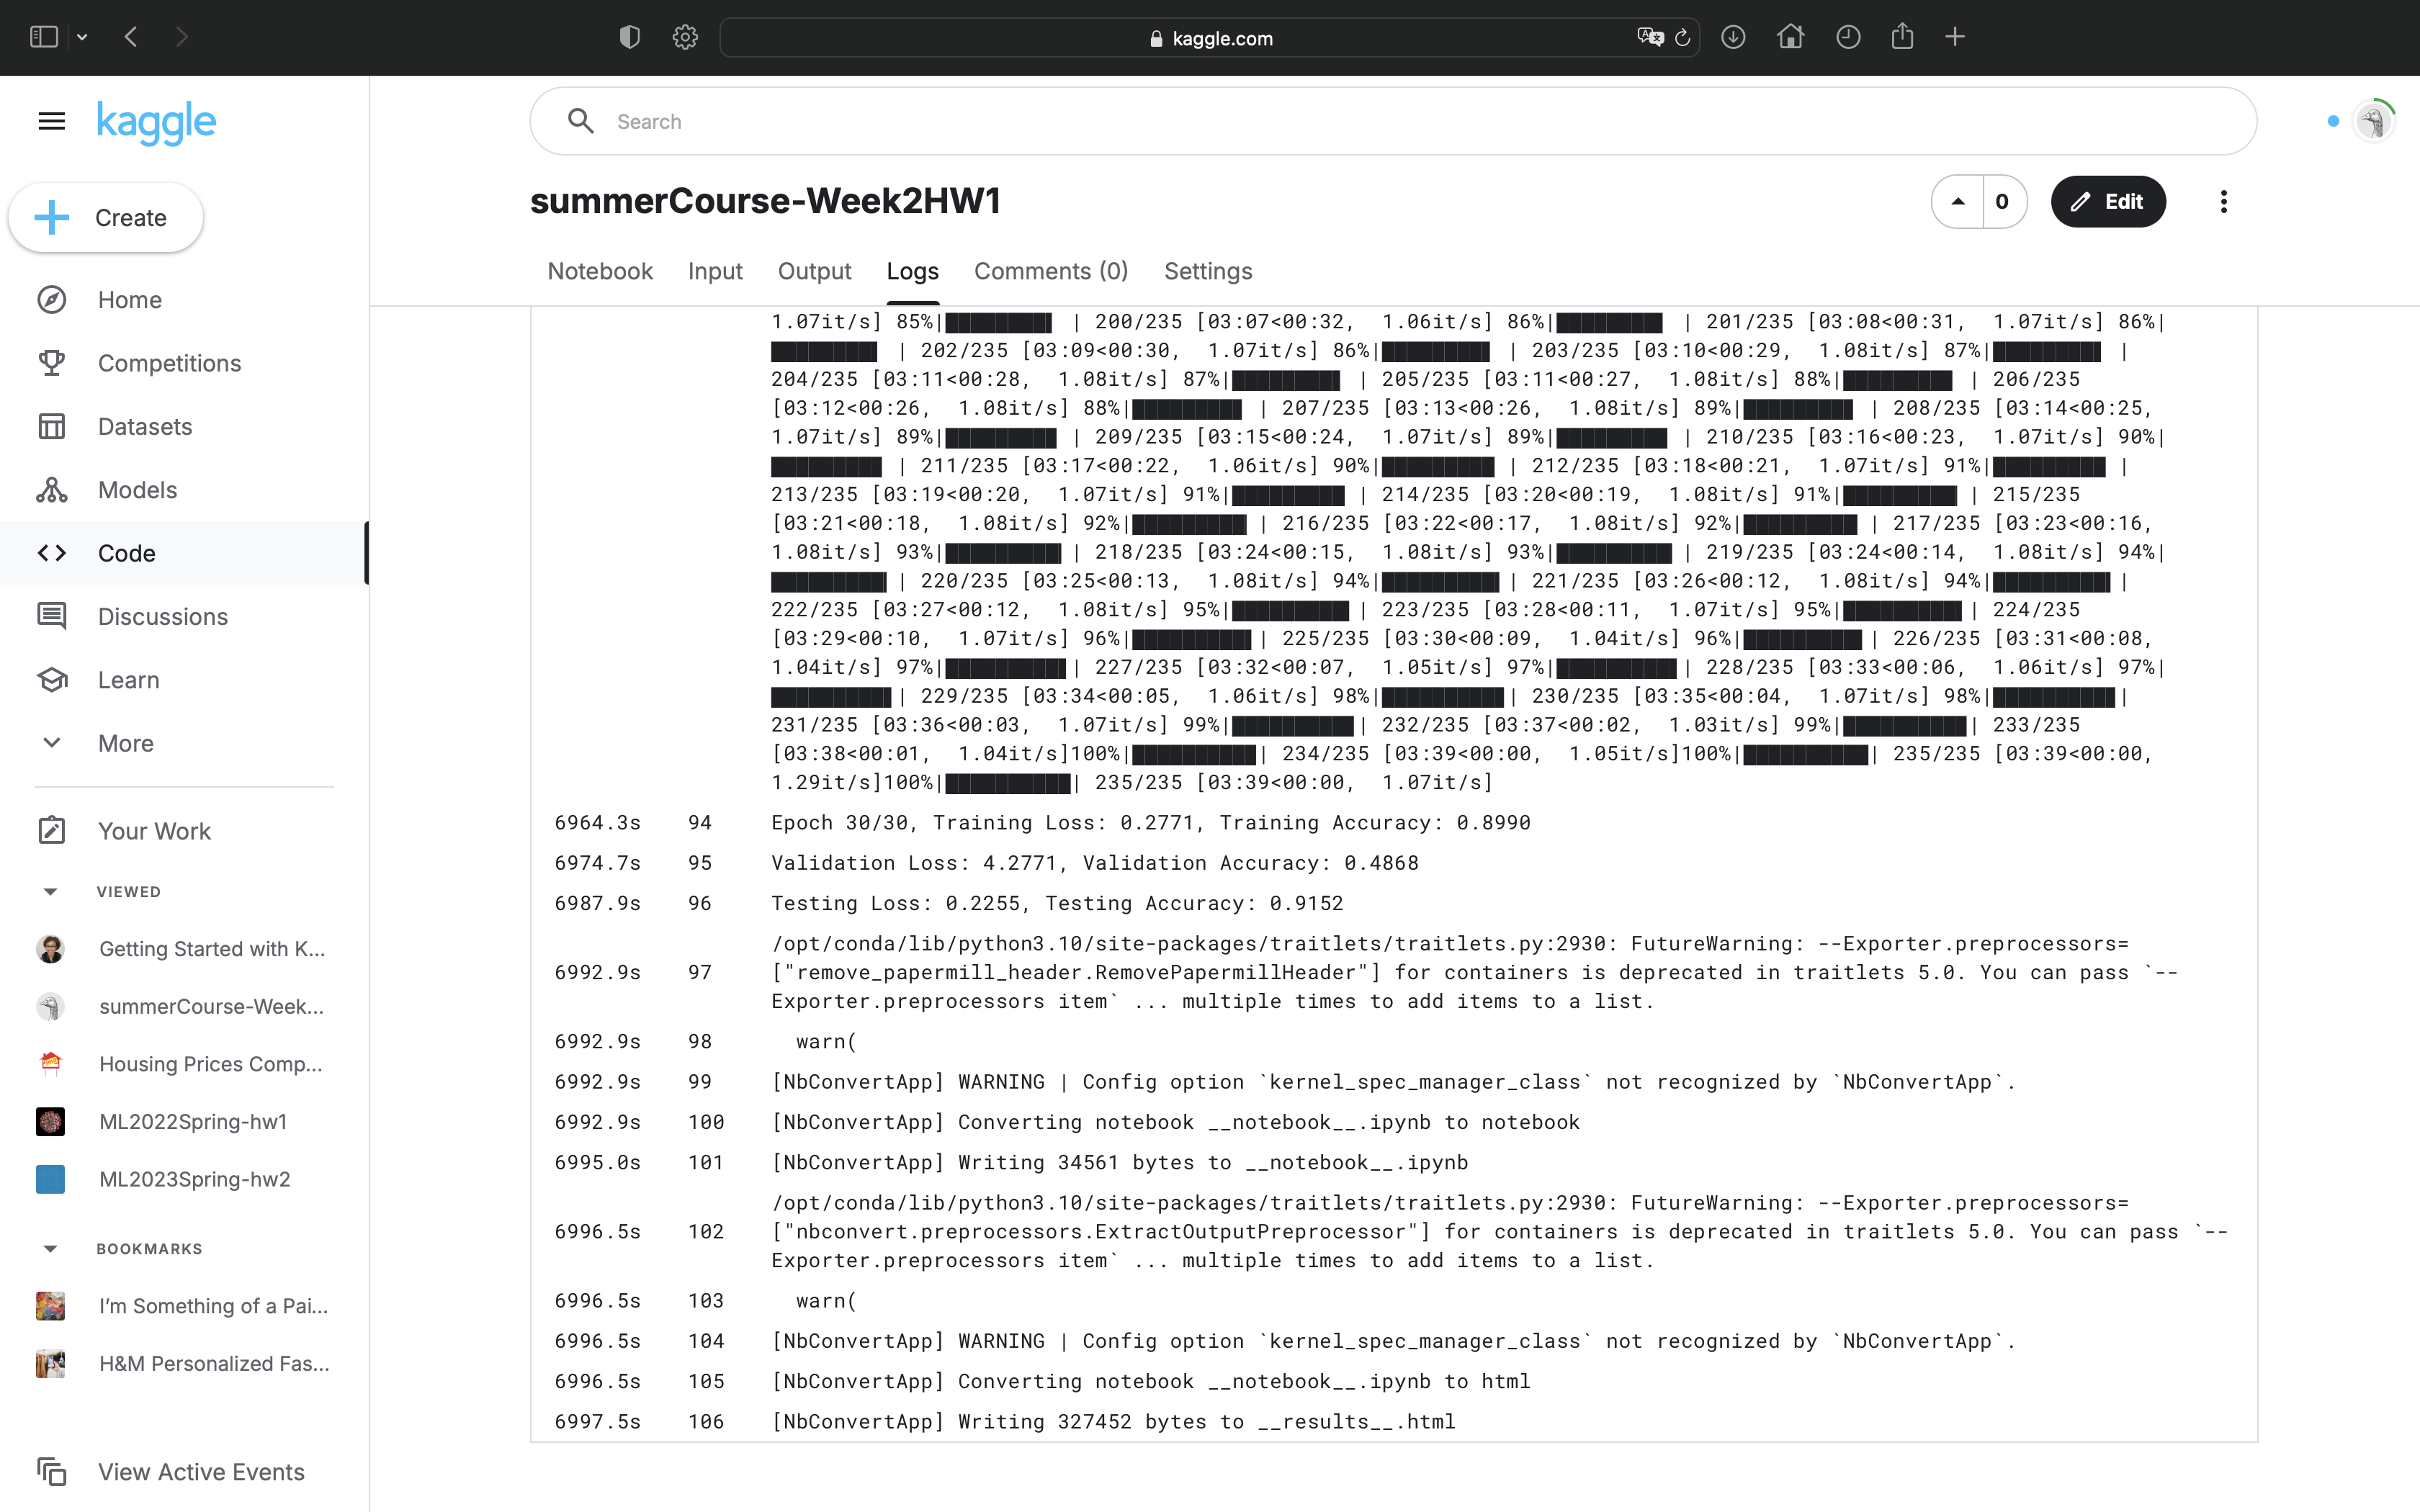 kaggle.com
kaggle
Search
Create
Home
Competitions
Datasets
Models
Code
Discussions
Learn
More
Your Work
VIEWED
Getting Started with K...
summerCourse-Week...
Housing Prices Comp...
ML2022Spring-hw1
ML2023Spring-hw2
BOOKMARKS
I'm Something of a Pai...
H&M Personalized Fas...
View Active Events
summerCourse-Week2HW1
0
Edit
Notebook Input Output Logs Comments (0) Settings
1.07it/s] 85%|█████████ | 200/235 [03:07<00:32, 1.06it/s] 86%|█████████ | 201/235 [03:08<00:31, 1.07it/s] 86%|
█████████ | 202/235 [03:09<00:30, 1.07it/s] 86%|█████████ | 203/235 [03:10<00:29, 1.08it/s] 87%|█████████ |
204/235 [03:11<00:28, 1.08it/s] 87%|█████████ | 205/235 [03:11<00:27, 1.08it/s] 88%|█████████ | 206/235
[03:12<00:26, 1.08it/s] 88%|█████████ | 207/235 [03:13<00:26, 1.08it/s] 89%|█████████ | 208/235 [03:14<00:25,
1.07it/s] 89%|█████████ | 209/235 [03:15<00:24, 1.07it/s] 89%|█████████ | 210/235 [03:16<00:23, 1.07it/s] 90%|
█████████ | 211/235 [03:17<00:22, 1.06it/s] 90%|█████████ | 212/235 [03:18<00:21, 1.07it/s] 91%|█████████ |
213/235 [03:19<00:20, 1.07it/s] 91%|█████████ | 214/235 [03:20<00:19, 1.08it/s] 91%|█████████ | 215/235
[03:21<00:18, 1.08it/s] 92%|█████████ | 216/235 [03:22<00:17, 1.08it/s] 92%|█████████ | 217/235 [03:23<00:16,
1.08it/s] 93%|█████████ | 218/235 [03:24<00:15, 1.08it/s] 93%|█████████ | 219/235 [03:24<00:14, 1.08it/s] 94%|
█████████ | 220/235 [03:25<00:13, 1.08it/s] 94%|█████████ | 221/235 [03:26<00:12, 1.08it/s] 94%|█████████ |
222/235 [03:27<00:12, 1.08it/s] 95%|█████████ | 223/235 [03:28<00:11, 1.07it/s] 95%|█████████ | 224/235
[03:29<00:10, 1.07it/s] 96%|█████████ | 225/235 [03:30<00:09, 1.04it/s] 96%|█████████ | 226/235 [03:31<00:08,
1.04it/s] 97%|█████████ | 227/235 [03:32<00:07, 1.05it/s] 97%|█████████ | 228/235 [03:33<00:06, 1.06it/s] 97%|
█████████ | 229/235 [03:34<00:05, 1.06it/s] 98%|█████████ | 230/235 [03:35<00:04, 1.07it/s] 98%|█████████ |
231/235 [03:36<00:03, 1.07it/s] 99%|█████████ | 232/235 [03:37<00:02, 1.03it/s] 99%|█████████ | 233/235
[03:38<00:01, 1.04it/s]100%|█████████ | 234/235 [03:39<00:00, 1.05it/s]100%|██████████| 235/235 [03:39<00:00,
1.29it/s]100%|██████████| 235/235 [03:39<00:00, 1.07it/s]
6964.3s 94 Epoch 30/30, Training Loss: 0.2771, Training Accuracy: 0.8990
6974.7s 95 Validation Loss: 4.2771, Validation Accuracy: 0.4868
6987.9s 96 Testing Loss: 0.2255, Testing Accuracy: 0.9152
/opt/conda/lib/python3.10/site-packages/traitlets/traitlets.py:2930: FutureWarning: --Exporter.preprocessors=
6992.9s 97 ["remove_papermill_header.RemovePapermillHeader"] for containers is deprecated in traitlets 5.0. You can pass `--
Exporter.preprocessors item` ... multiple times to add items to a list.
6992.9s 98 warn(
6992.9s 99 [NbConvertApp] WARNING | Config option `kernel_spec_manager_class` not recognized by `NbConvertApp`.
6992.9s 100 [NbConvertApp] Converting notebook __notebook__.ipynb to notebook
6995.0s 101 [NbConvertApp] Writing 34561 bytes to __notebook__.ipynb
/opt/conda/lib/python3.10/site-packages/traitlets/traitlets.py:2930: FutureWarning: --Exporter.preprocessors=
6996.5s 102 ["nbconvert.preprocessors.ExtractOutputPreprocessor"] for containers is deprecated in traitlets 5.0. You can pass `--
Exporter.preprocessors item` ... multiple times to add items to a list.
6996.5s 103 warn(
6996.5s 104 [NbConvertApp] WARNING | Config option `kernel_spec_manager_class` not recognized by `NbConvertApp`.
6996.5s 105 [NbConvertApp] Converting notebook __notebook__.ipynb to html
6997.5s 106 [NbConvertApp] Writing 327452 bytes to __results__.html